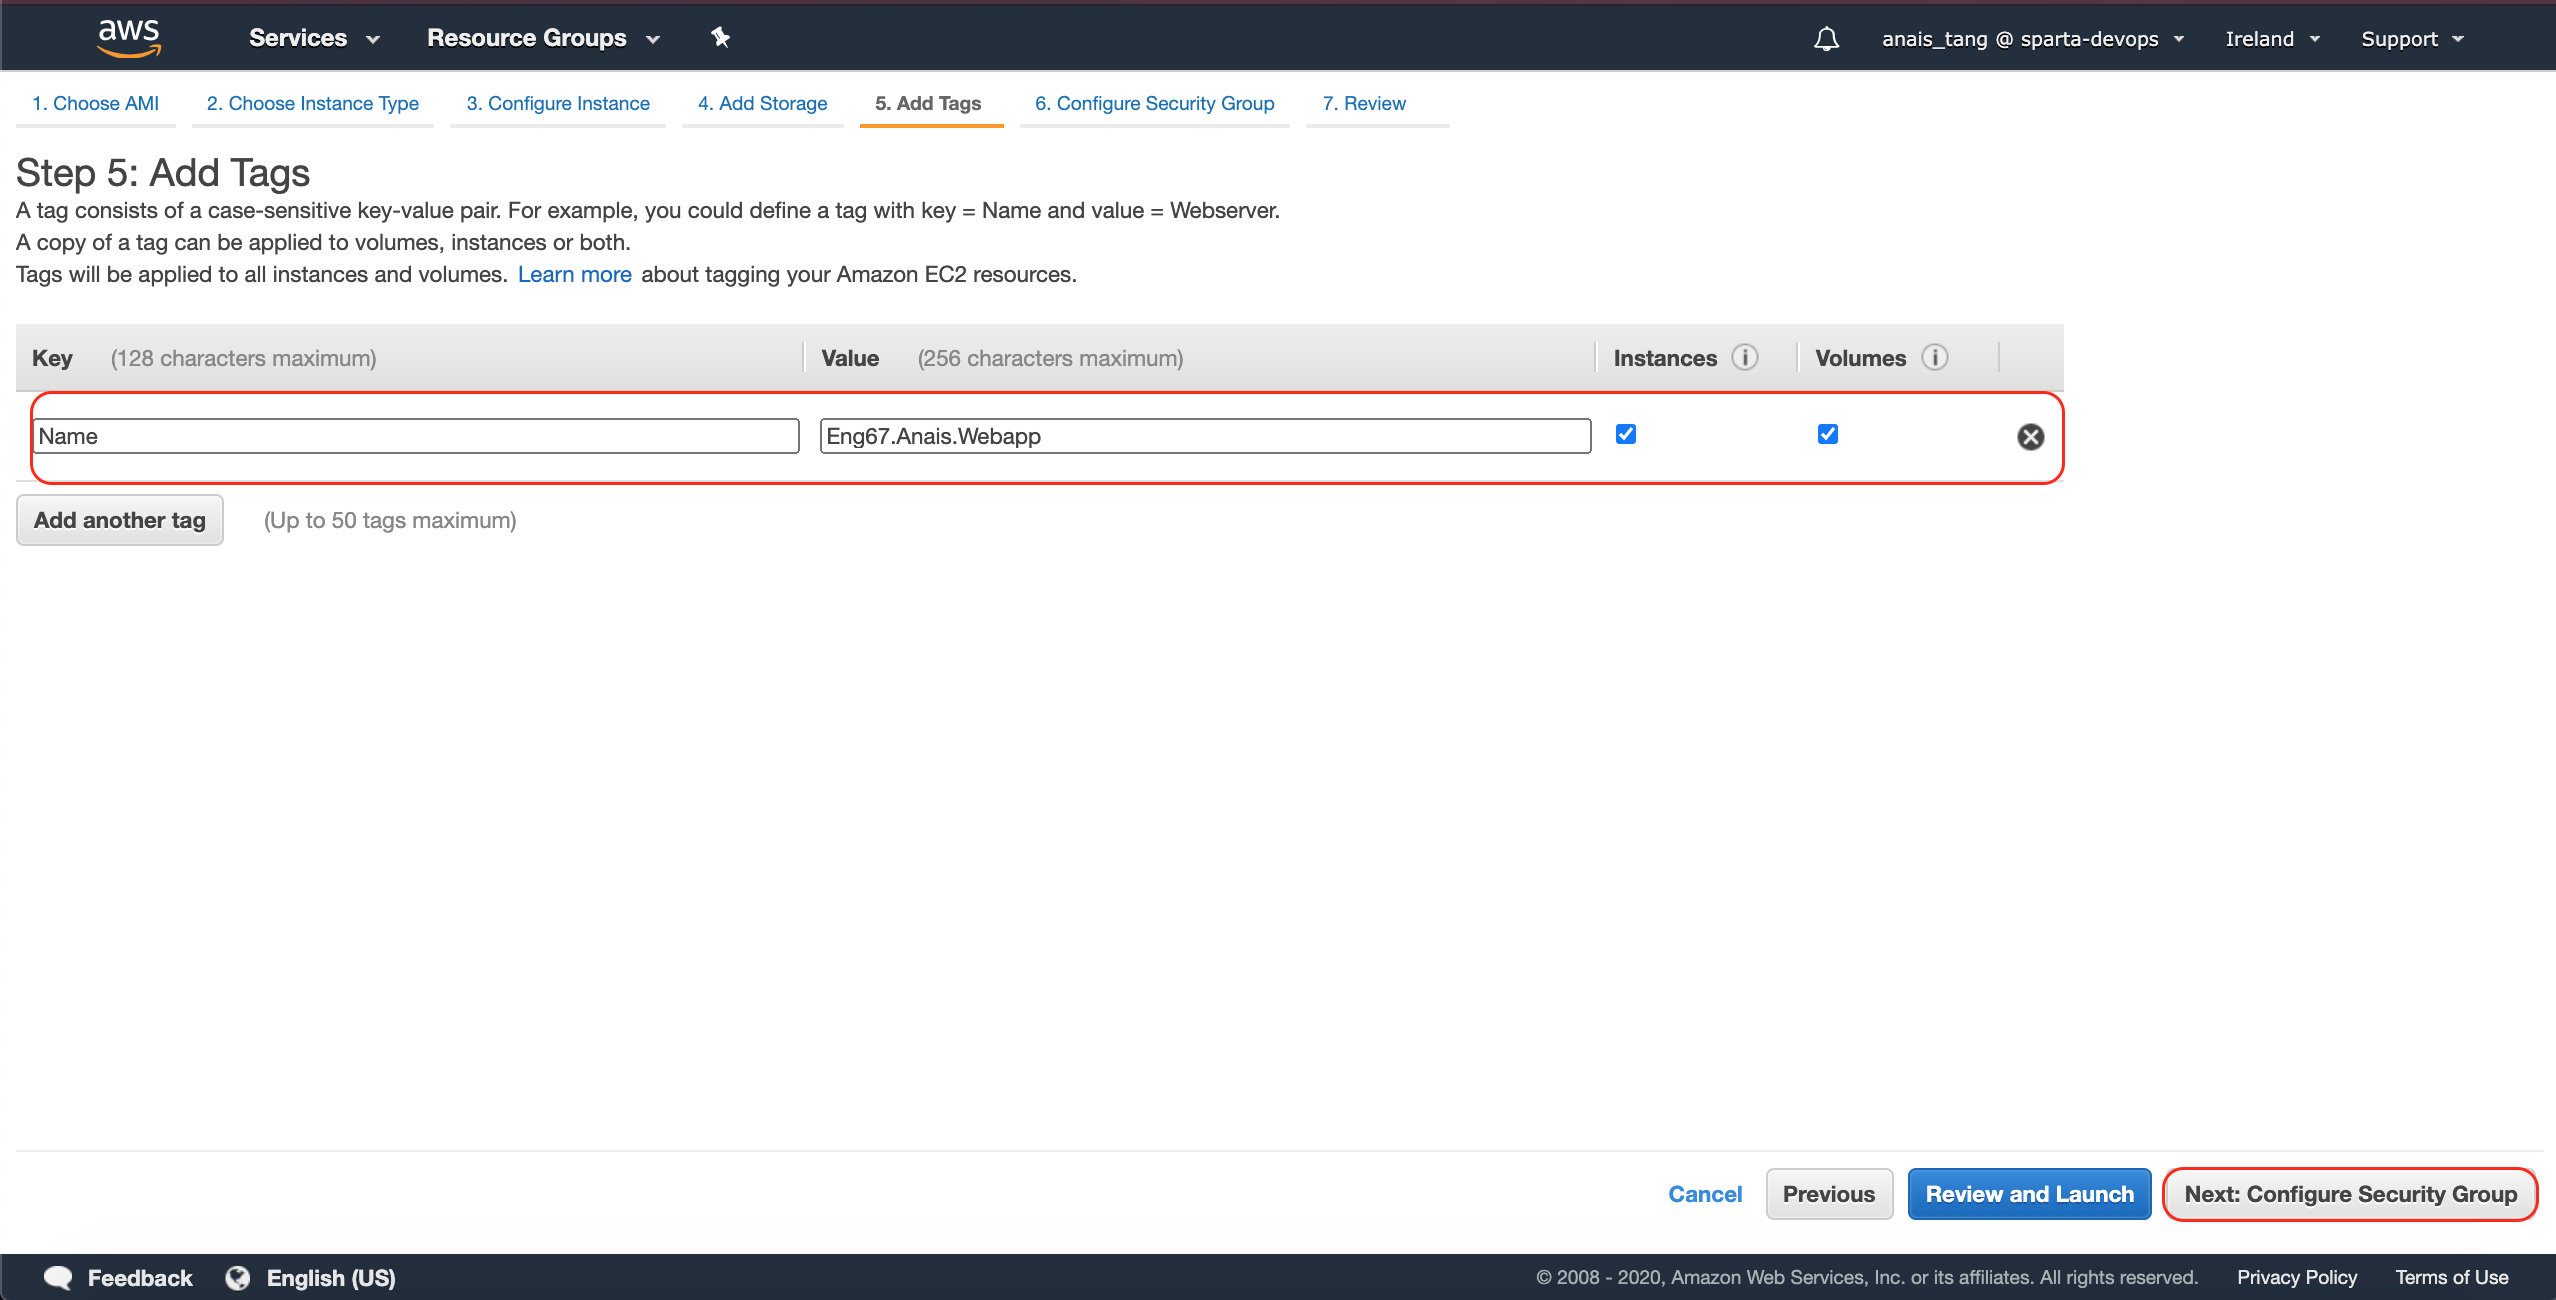 aws Services Resource Groups anais_tang @ sparta-devops Ireland Support
1. Choose AMI 2. Choose Instance Type 3. Configure Instance 4. Add Storage 5. Add Tags 6. Configure Security Group 7. Review
Step 5: Add Tags
A tag consists of a case-sensitive key-value pair. For example, you could define a tag with key = Name and value = Webserver.
A copy of a tag can be applied to volumes, instances or both.
Tags will be applied to all instances and volumes. Learn more about tagging your Amazon EC2 resources.
Key (128 characters maximum) Value (256 characters maximum) Instances i Volumes i
Name Eng67.Anais.Webapp
Add another tag (Up to 50 tags maximum)
Cancel Previous Review and Launch Next: Configure Security Group
Feedback English (US) © 2008 - 2020, Amazon Web Services, Inc. or its affiliates. All rights reserved. Privacy Policy Terms of Use